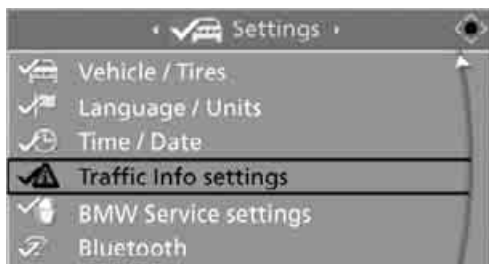 Settings
Vehicle / Tires
Language / Units
Time / Date
Traffic Info settings
BMW Service settings
Bluetooth